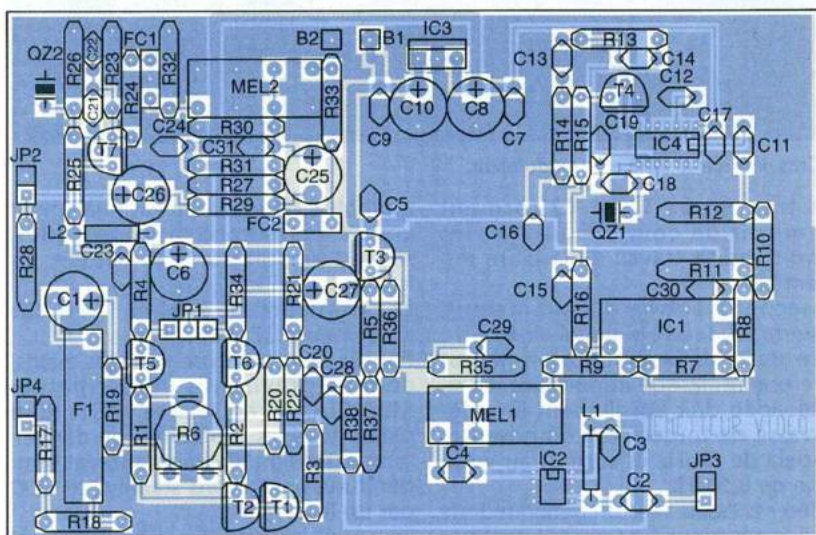 QZ2
R26
C22
R23
FC1
R24
R32
C21
MEL2
B2
B1
IC3
R33
C10
C8
C9
C7
C13
R13
C14
T4
C12
R14
R15
C19
C17
IC4
C11
JP2
R25
T7
C24
R30
C31
R31
R27
R29
C25
C26
FC2
C5
C18
QZ1
C16
R12
R10
R28
L2
C23
R4
C6
R34
R21
C27
T3
R11
C30
C1
JP1
R5
R36
C15
R16
IC1
R8
T5
T6
C20
C28
C29
R35
R9
R7
JP4
F1
R19
R1
R6
R2
R20
R22
R38
R37
MEL1
L1
VIDEO
R17
R3
C4
IC2
C3
JP3
R18
T2
T1
C2